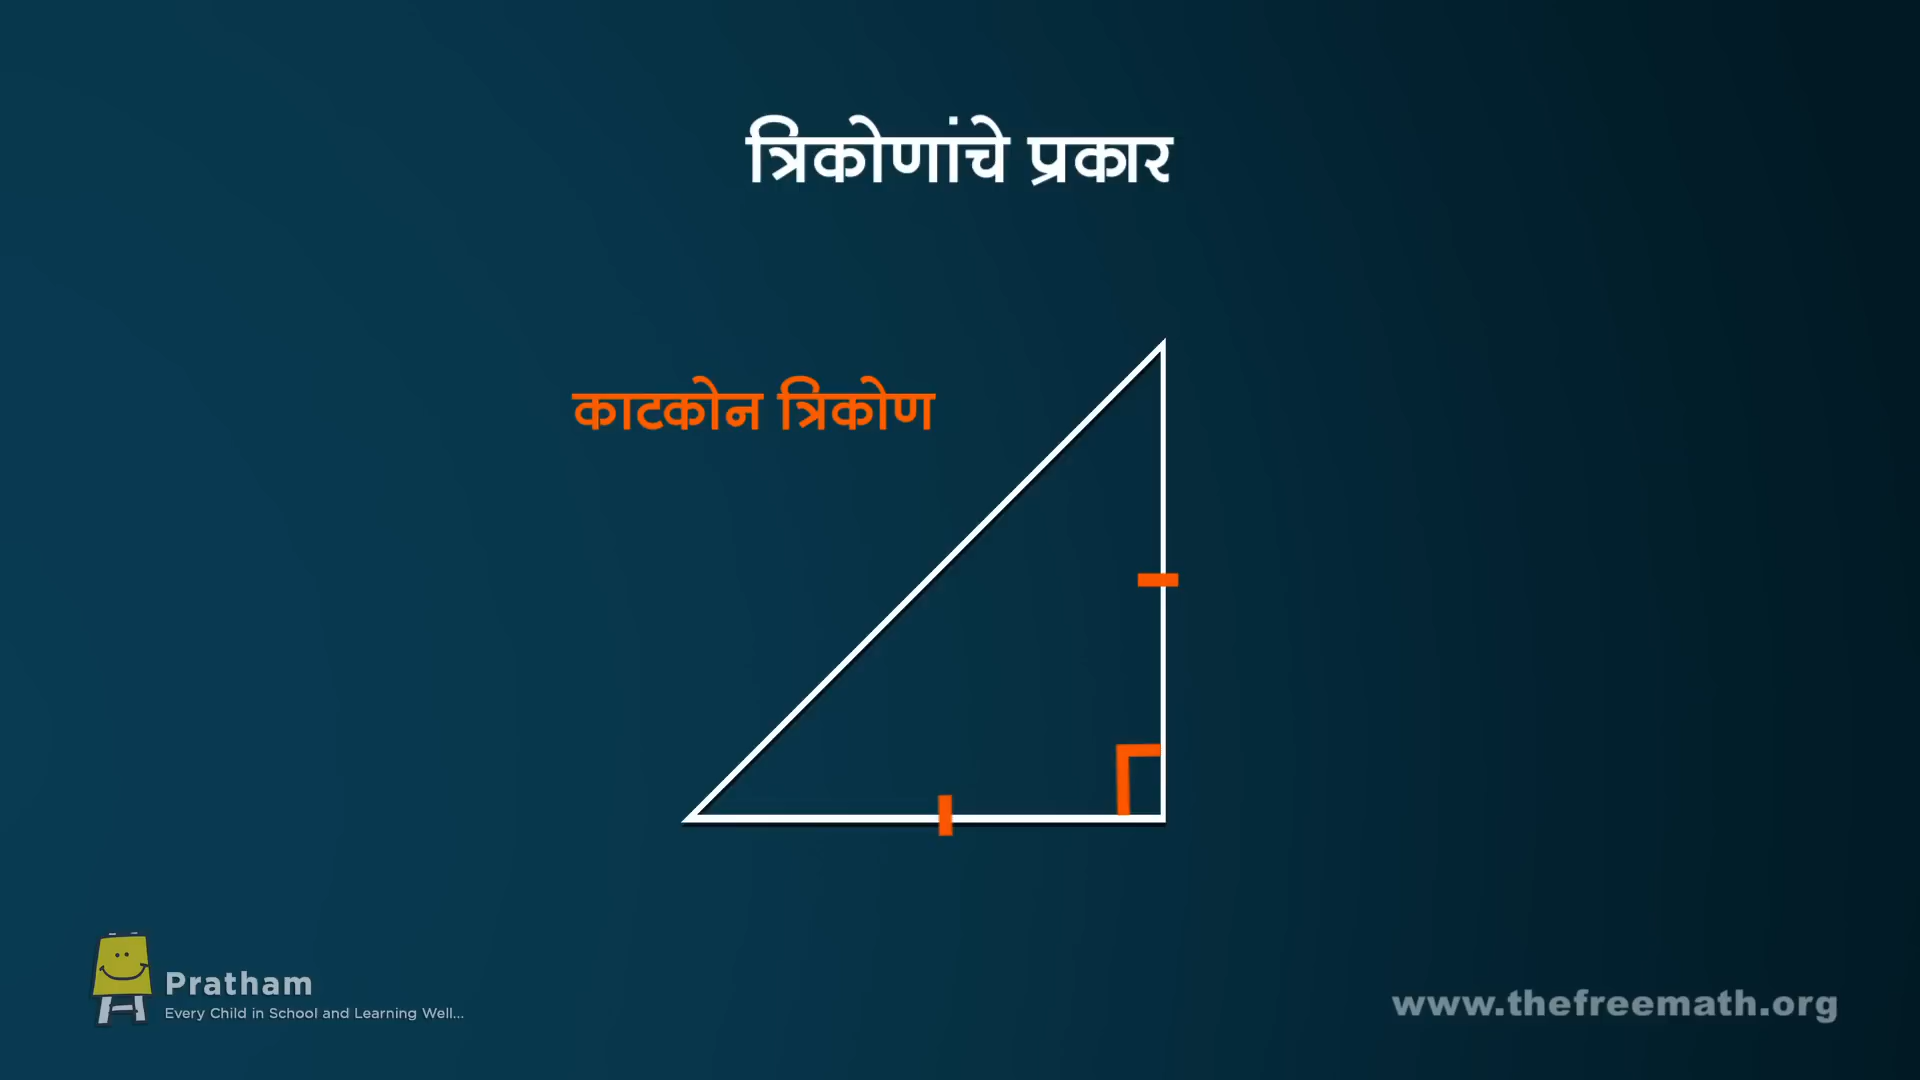 त्रिकोणांचे प्रकार
काटकोन त्रिकोण
Pratham
Every Child in School and Learning Well...
www.thefreemath.org